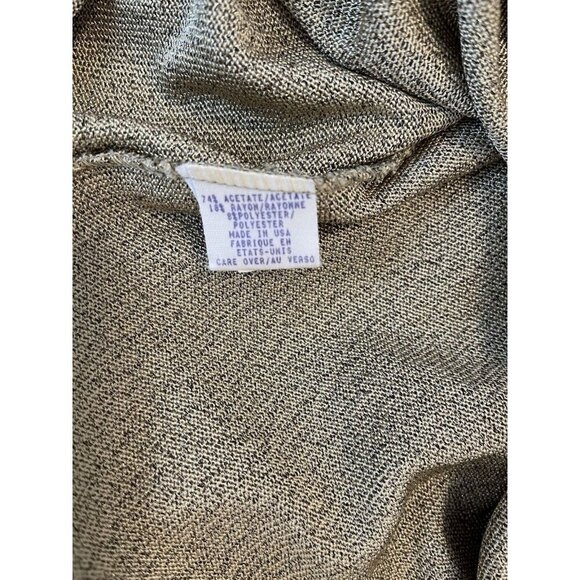 74% ACETATE/ACETATE
18% RAYON/RAYONNE
8%POLYESTER/
POLYESTER
MADE IN USA
FABRIQUE EN
ETATS-UNIS
CARE OVER/AU VERSO